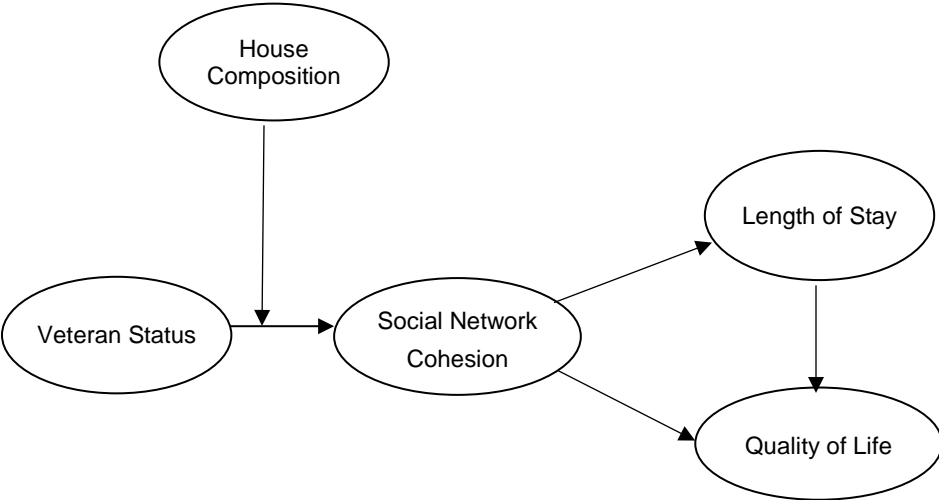 House
Composition
Length of Stay
Veteran Status
Social Network
Cohesion
Quality of Life